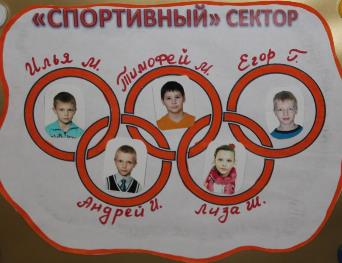 «СПОРТИВНЫЙ» СЕКТОР
Илья М. Тимофей М. Егор Г.
Андрей И. Лиза Ш.